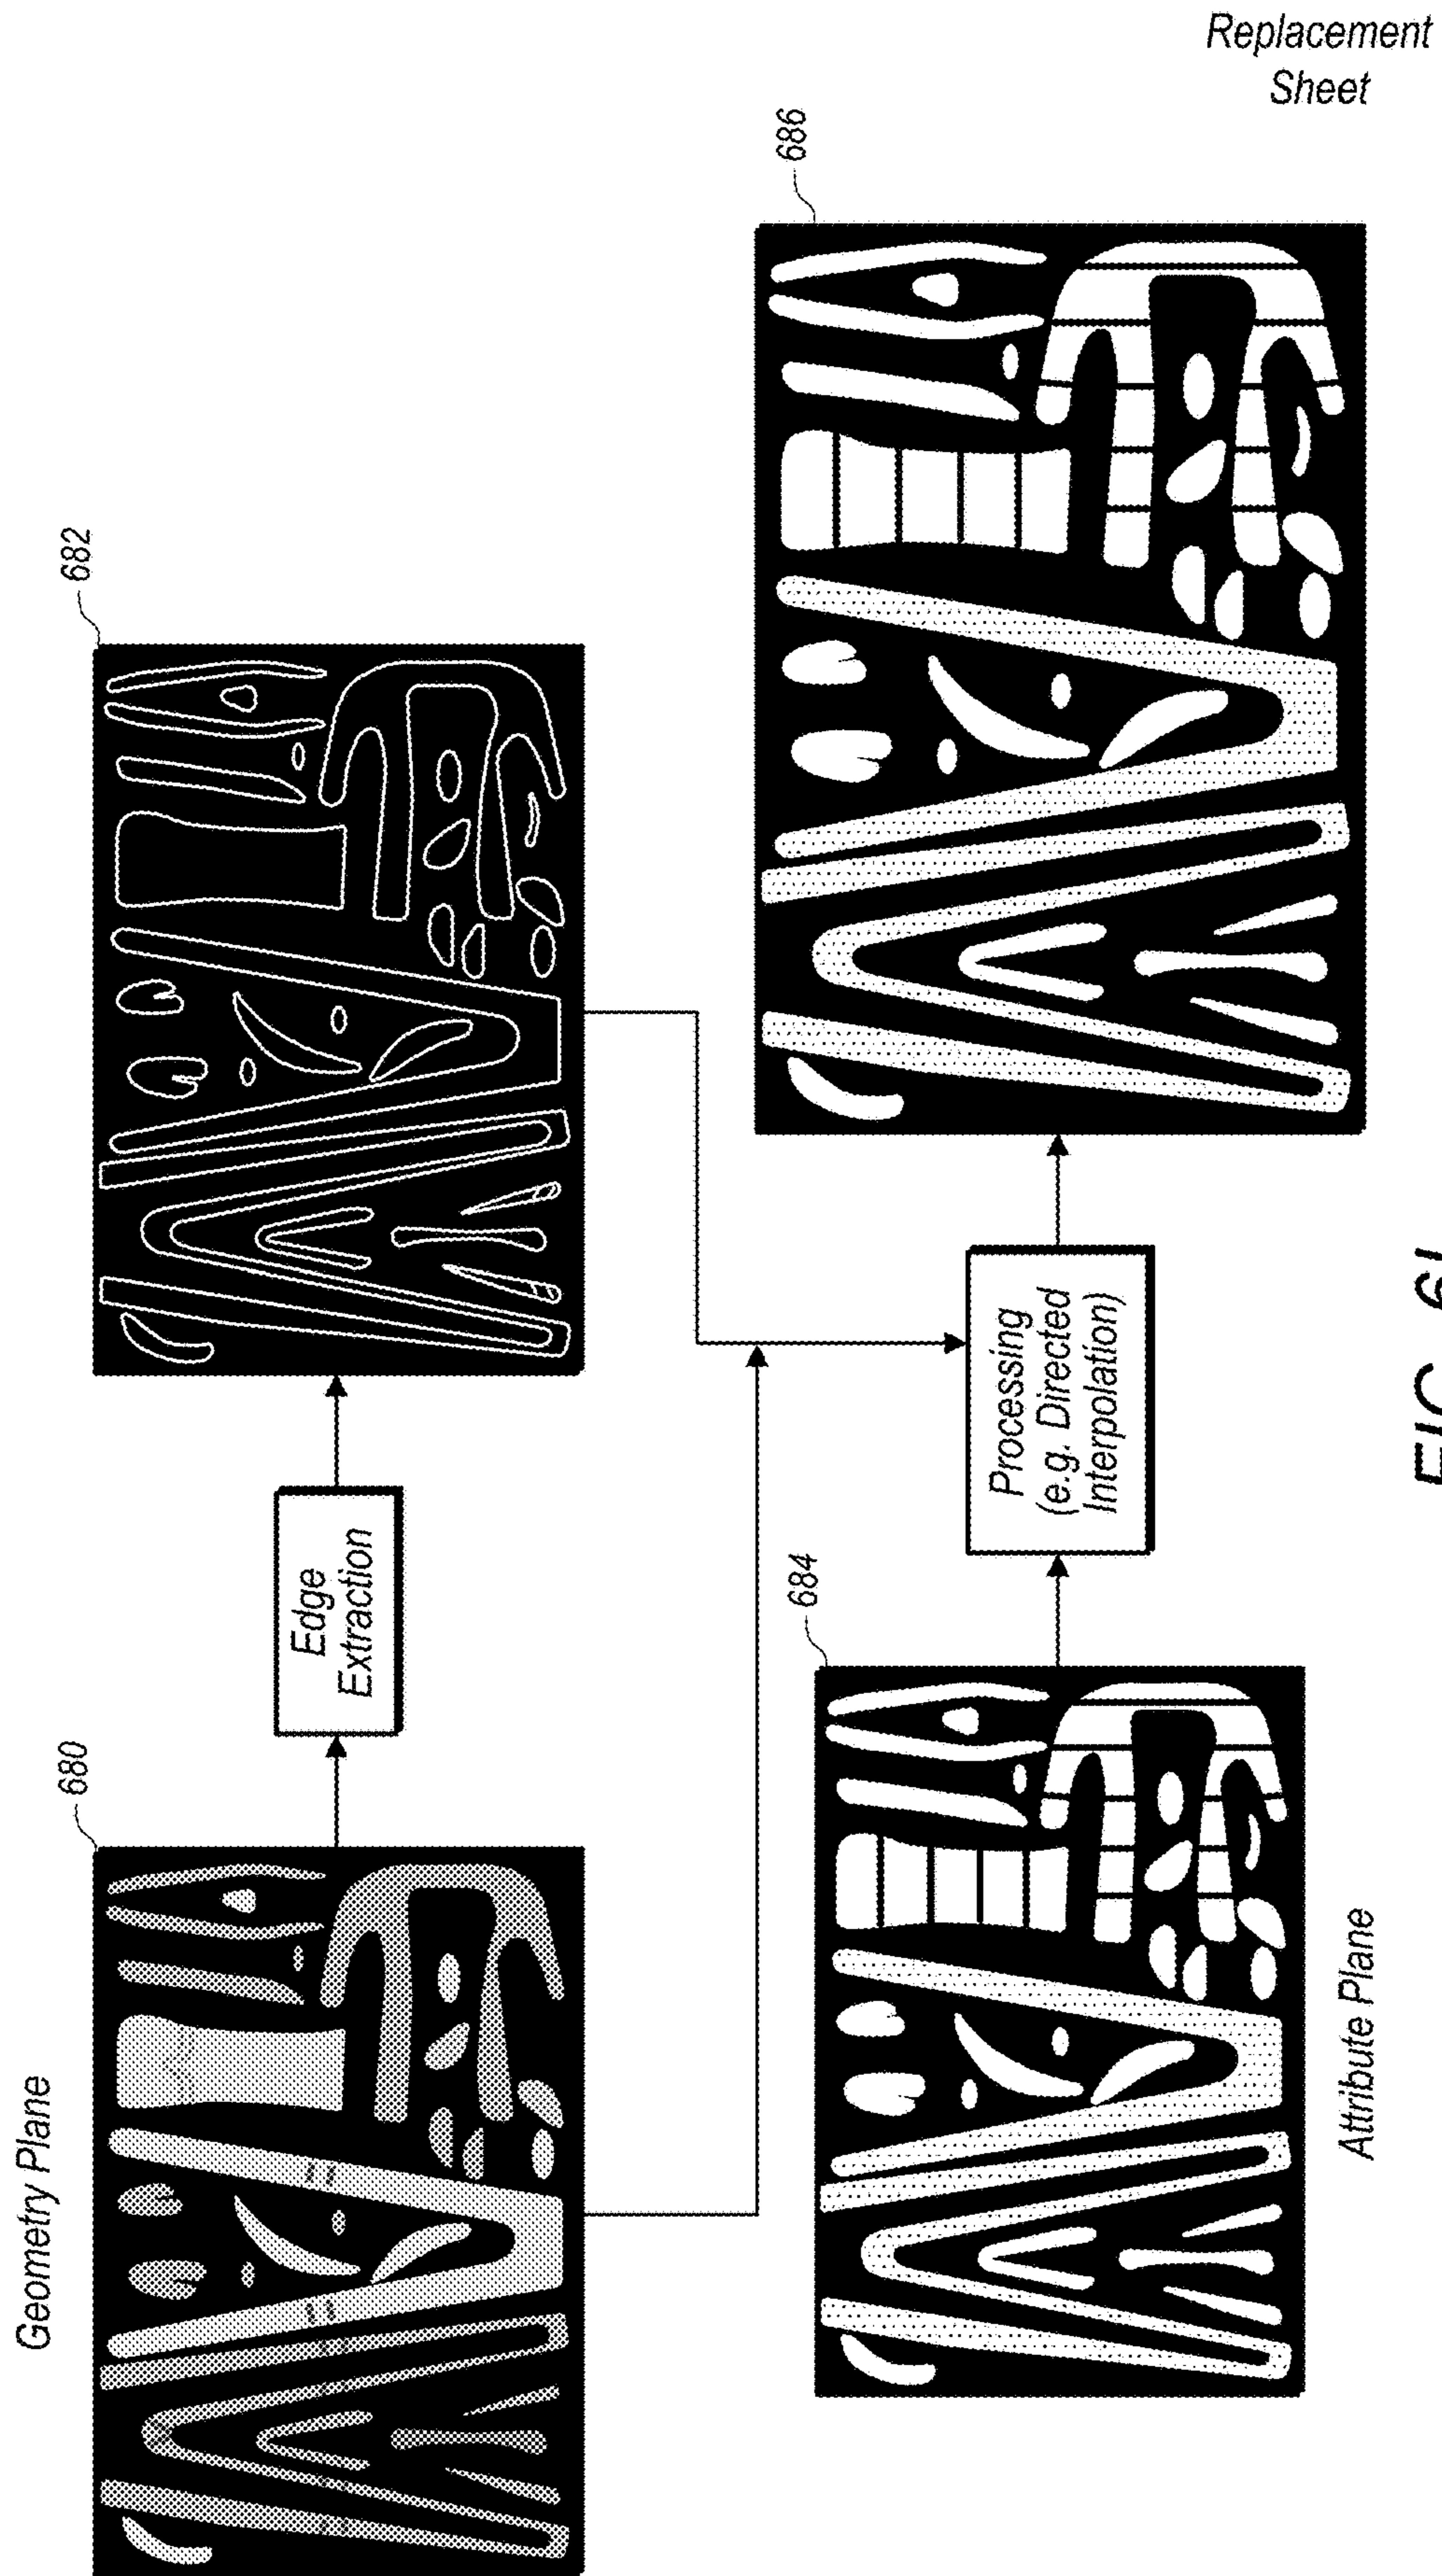 Replacement
Sheet
Geometry Plane
680
Edge
Extraction
682
684
Attribute Plane
Processing
(e.g. Directed
Interpolation)
686